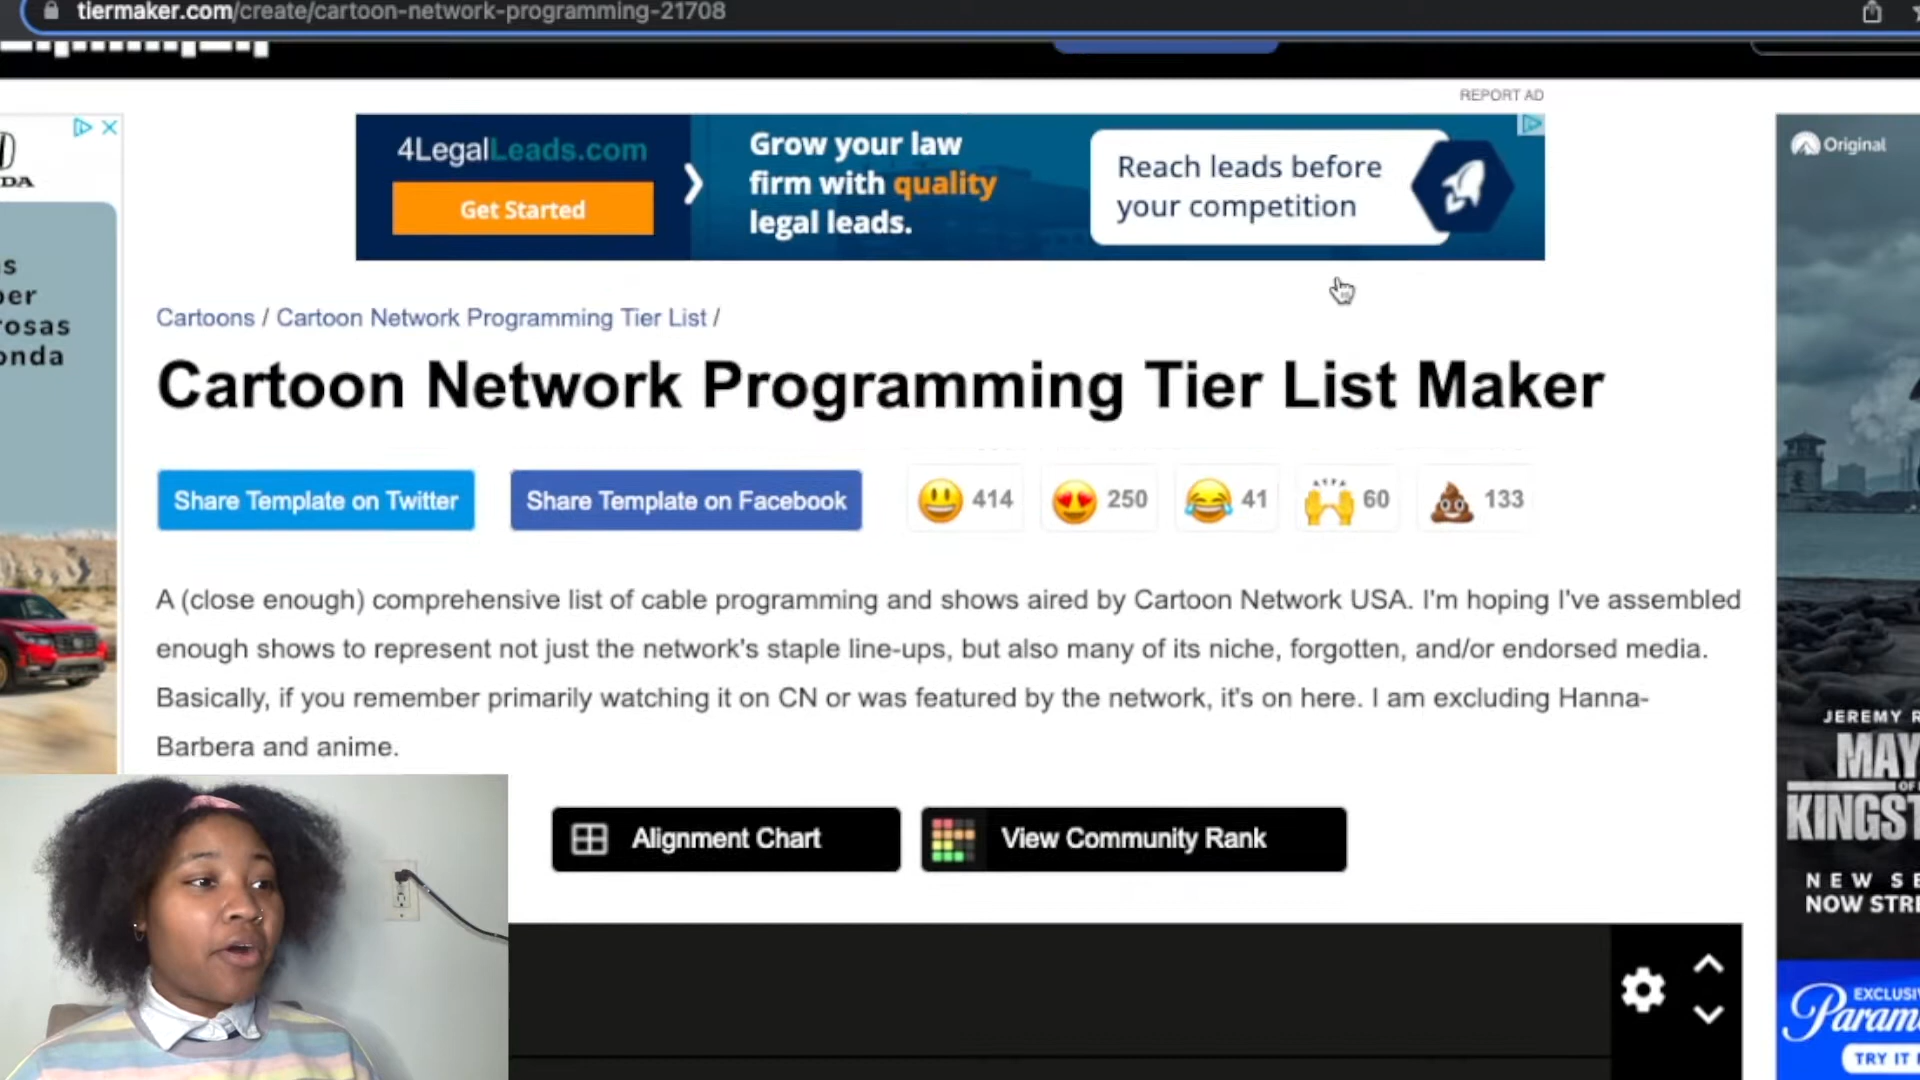 tiermaker.com/create/cartoon-network-programming-21708
REPORT AD
4LegalLeads.com
Get Started
Grow your law
firm with quality
legal leads.
Reach leads before
your competition
DA
Original
Cartoons / Cartoon Network Programming Tier List /
Cartoon Network Programming Tier List Maker
Share Template on Twitter
Share Template on Facebook
414
250
41
60
133
A (close enough) comprehensive list of cable programming and shows aired by Cartoon Network USA. I'm hoping I've assembled
enough shows to represent not just the network's staple line-ups, but also many of its niche, forgotten, and/or endorsed media.
Basically, if you remember primarily watching it on CN or was featured by the network, it's on here. I am excluding Hanna-
Barbera and anime.
Alignment Chart
View Community Rank
JEREMY R
MAY
OF
KINGST
NEW SE
NOW STRE
EXCLUSIV
Param
TRY IT